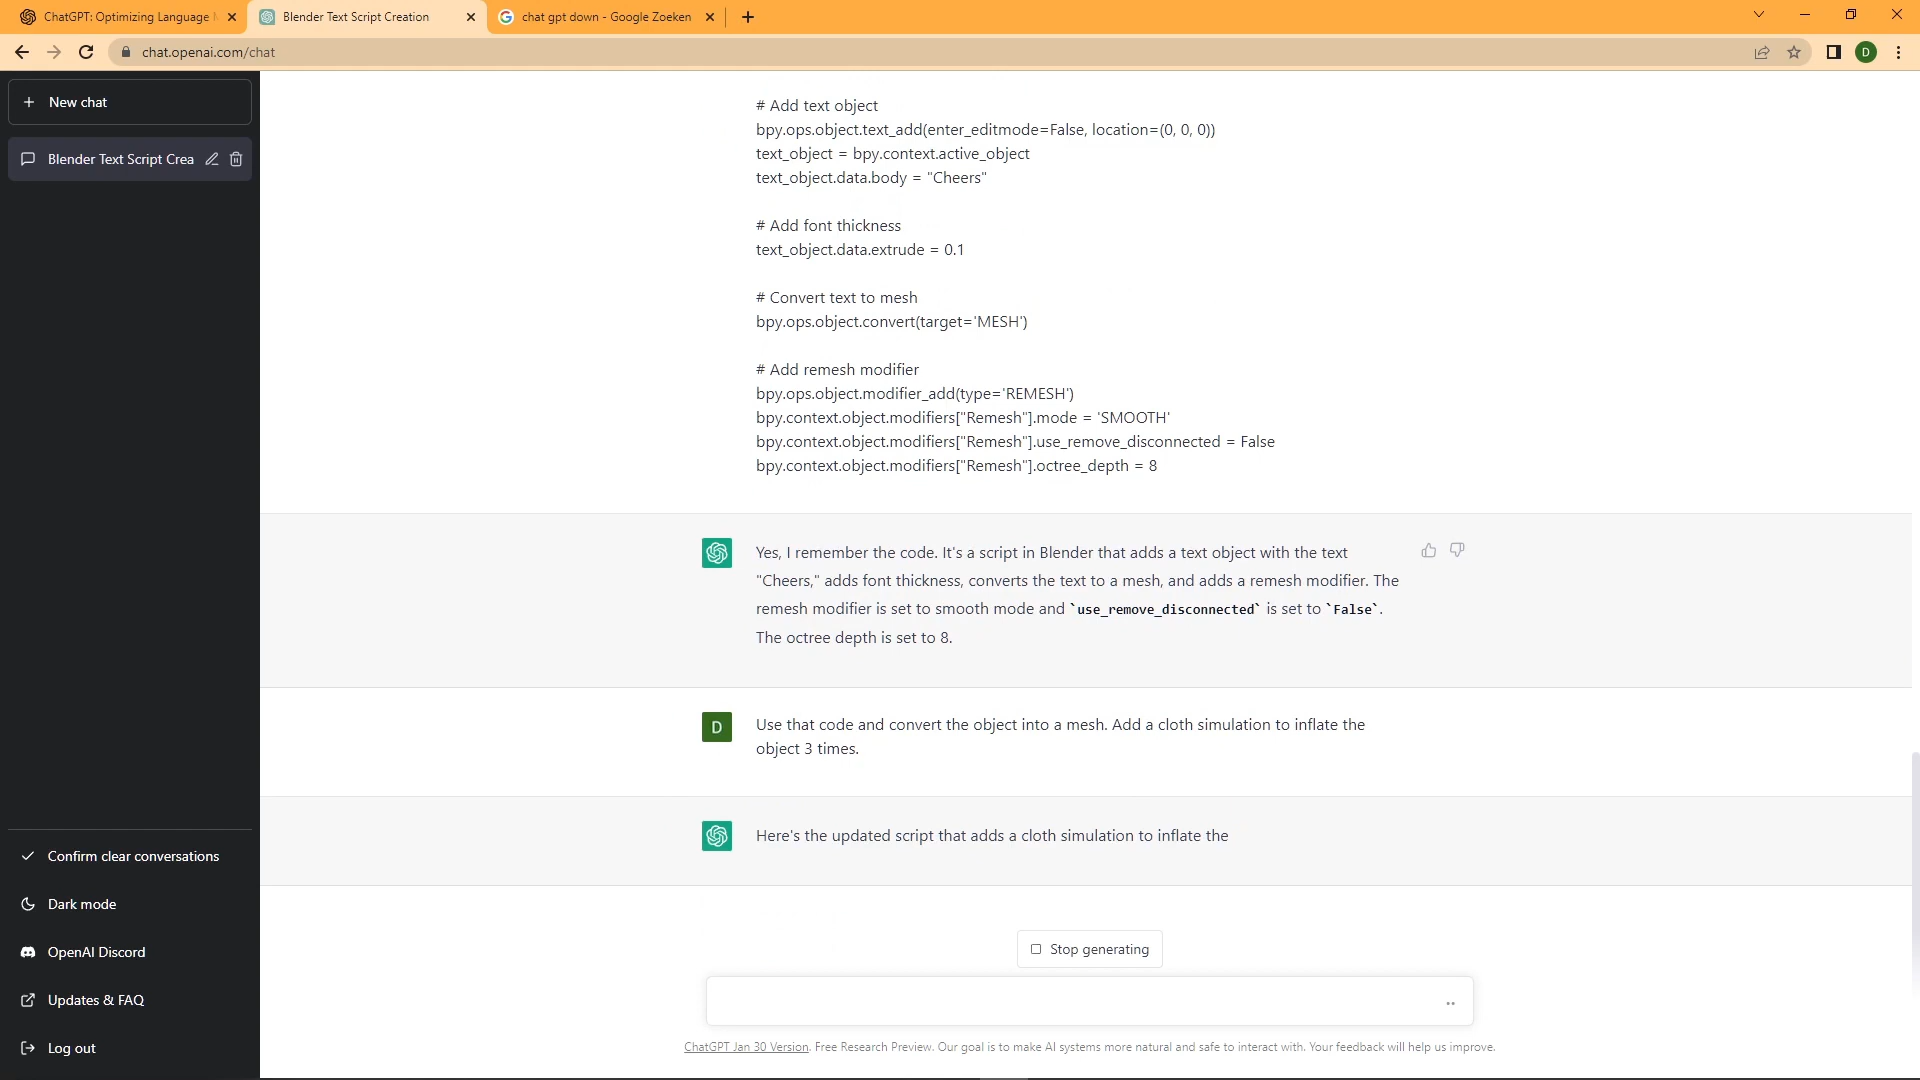 ChatGPT: Optimizing Language
Blender Text Script Creation
chat gpt down - Google Zoeken
chat.openai.com/chat
D
New chat
Blender Text Script Crea
# Add text object
bpy.ops.object.text_add(enter_editmode=False, location=(0, 0, 0))
text_object = bpy.context.active_object
text_object.data.body = "Cheers"
# Add font thickness
text_object.data.extrude = 0.1
# Convert text to mesh
bpy.ops.object.convert(target='MESH')
# Add remesh modifier
bpy.ops.object.modifier_add(type='REMESH')
bpy.context.object.modifiers["Remesh"].mode = 'SMOOTH'
bpy.context.object.modifiers["Remesh"].use_remove_disconnected = False
bpy.context.object.modifiers["Remesh"].octree_depth = 8
Yes, I remember the code. It's a script in Blender that adds a text object with the text
"Cheers," adds font thickness, converts the text to a mesh, and adds a remesh modifier. The
remesh modifier is set to smooth mode and `use_remove_disconnected` is set to `False`.
The octree depth is set to 8.
D
Use that code and convert the object into a mesh. Add a cloth simulation to inflate the
object 3 times.
Here's the updated script that adds a cloth simulation to inflate the
Confirm clear conversations
Dark mode
OpenAI Discord
Updates & FAQ
Log out
Stop generating
ChatGPT Jan 30 Version. Free Research Preview. Our goal is to make AI systems more natural and safe to interact with. Your feedback will help us improve.